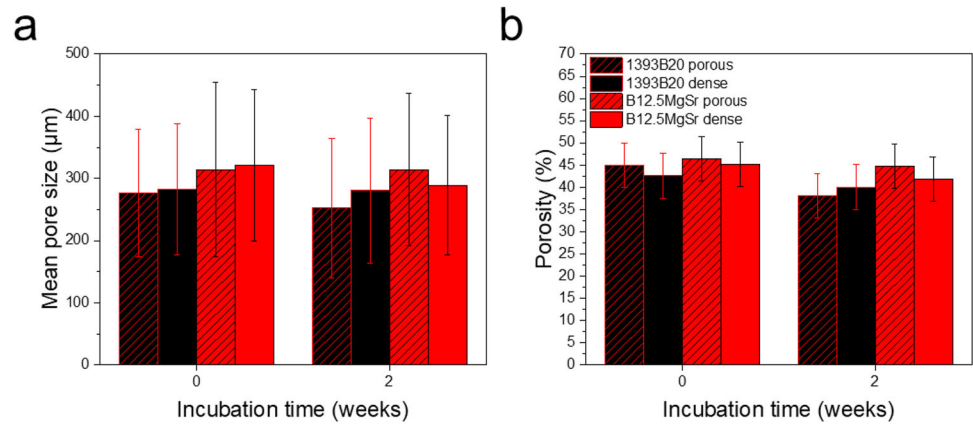 a
500
400
300
200
100
0
Mean pore size (µm)
0
2
Incubation time (weeks)
b
70
65
60
55
50
45
40
35
30
25
20
15
10
5
0
Porosity (%)
1393B20 porous
1393B20 dense
B12.5MgSr porous
B12.5MgSr dense
0
2
Incubation time (weeks)